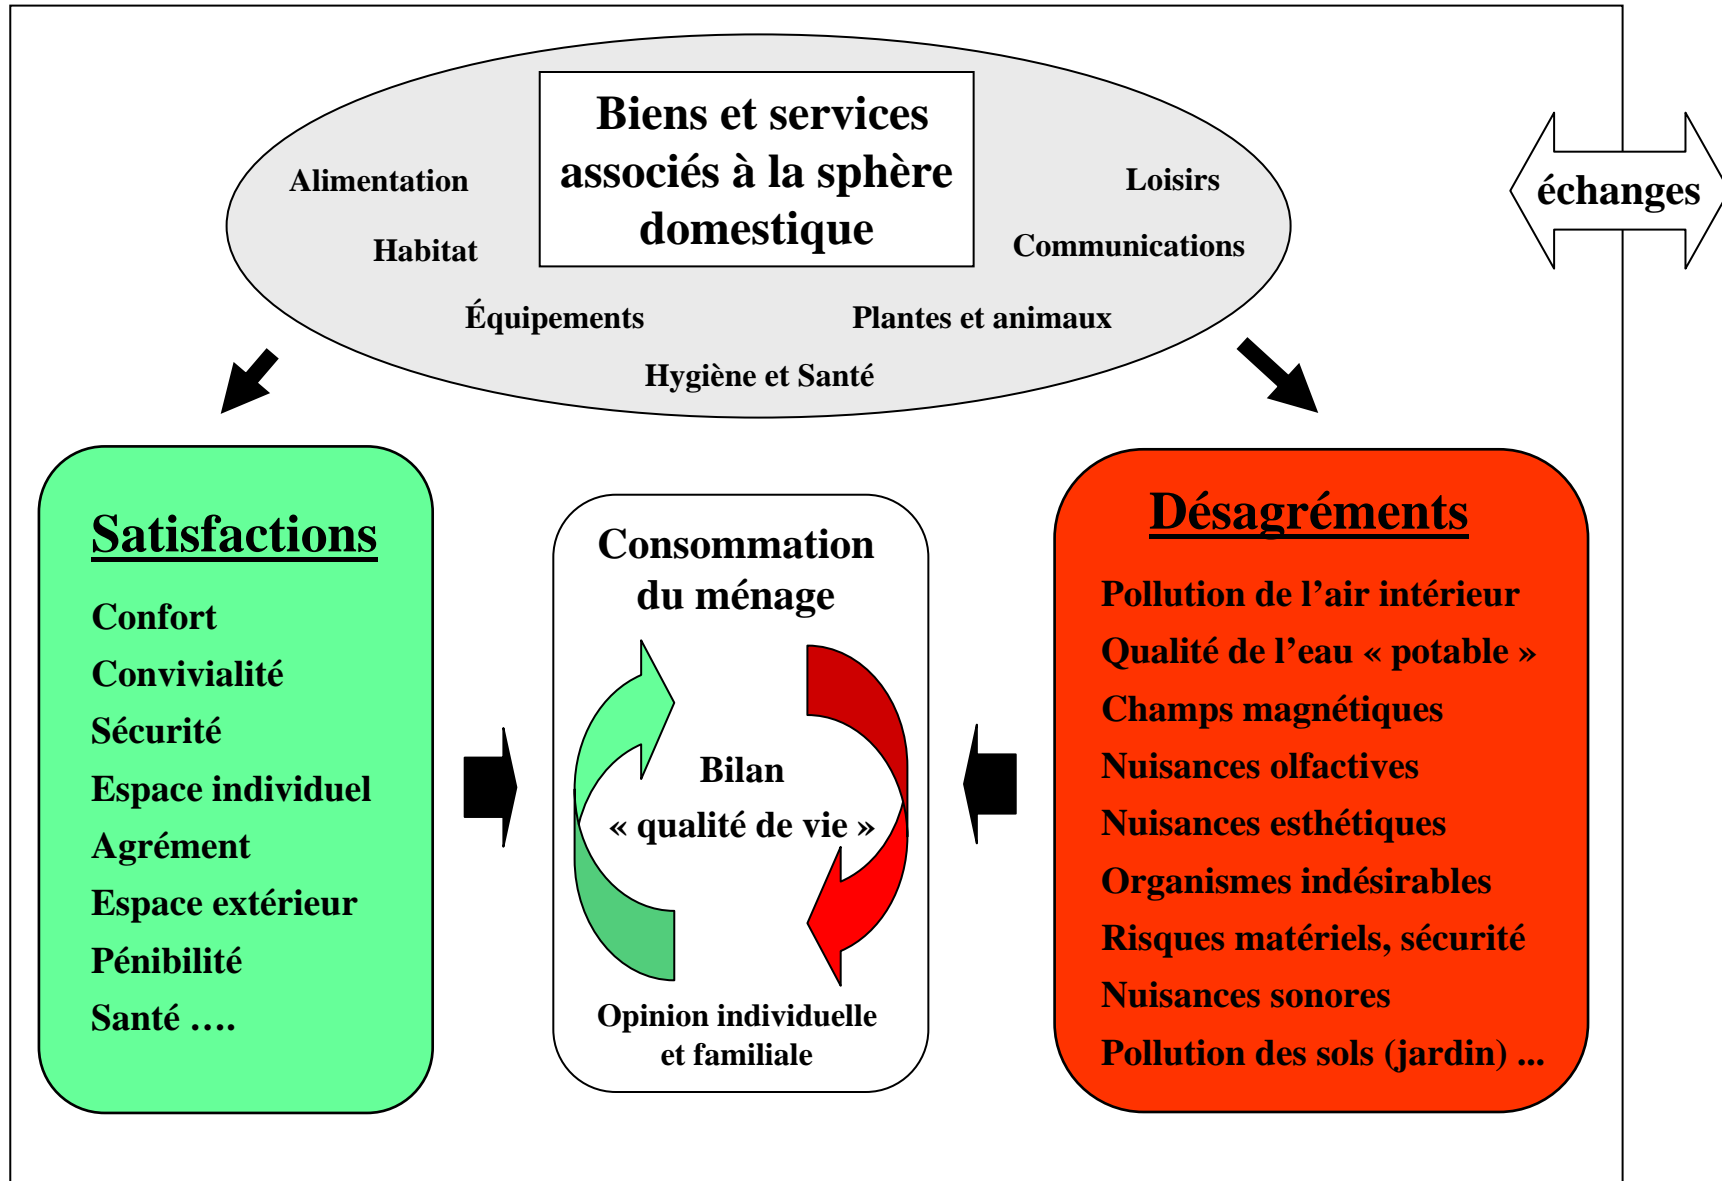 Biens et services
associés à la sphère
domestique
Alimentation
Habitat
Équipements
Hygiène et Santé
Plantes et animaux
Communications
Loisirs
échanges
Satisfactions
Confort
Convivialité
Sécurité
Espace individuel
Agrément
Espace extérieur
Pénibilité
Santé ….
Consommation
du ménage
Bilan
« qualité de vie »
Opinion individuelle
et familiale
Désagréments
Pollution de l’air intérieur
Qualité de l’eau « potable »
Champs magnétiques
Nuisances olfactives
Nuisances esthétiques
Organismes indésirables
Risques matériels, sécurité
Nuisances sonores
Pollution des sols (jardin) ...